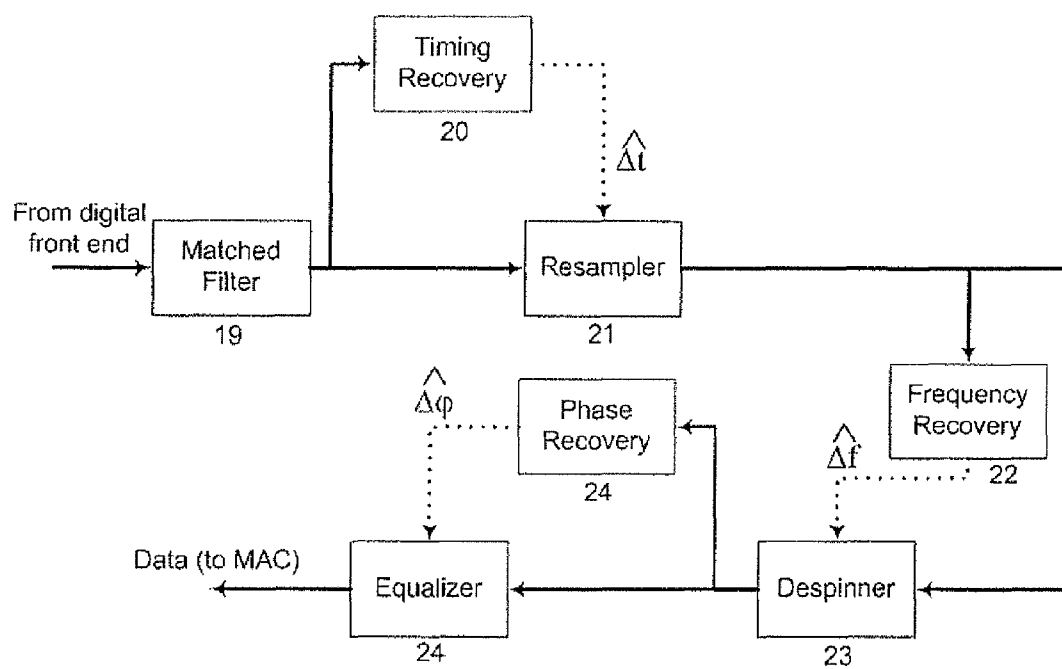 Timing
Recovery
20
Δt̂
From digital
front end
Matched
Filter
19
Resampler
21
Frequency
Recovery
22
Δφ̂
Phase
Recovery
24
Δf̂
Data (to MAC)
Equalizer
24
Despinner
23